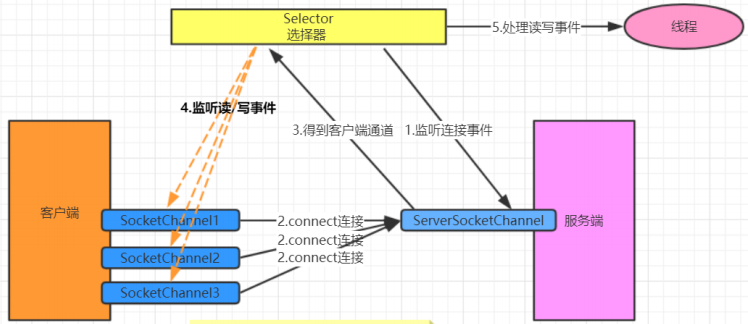 Selector
选择器
5.处理读写事件
线程
4.监听读/写事件
3.得到客户端通道
1.监听连接事件
客户端
SocketChannel1
2.connect连接
ServerSocketChannel
服务端
2.connect连接
SocketChannel2
2.connect连接
SocketChannel3